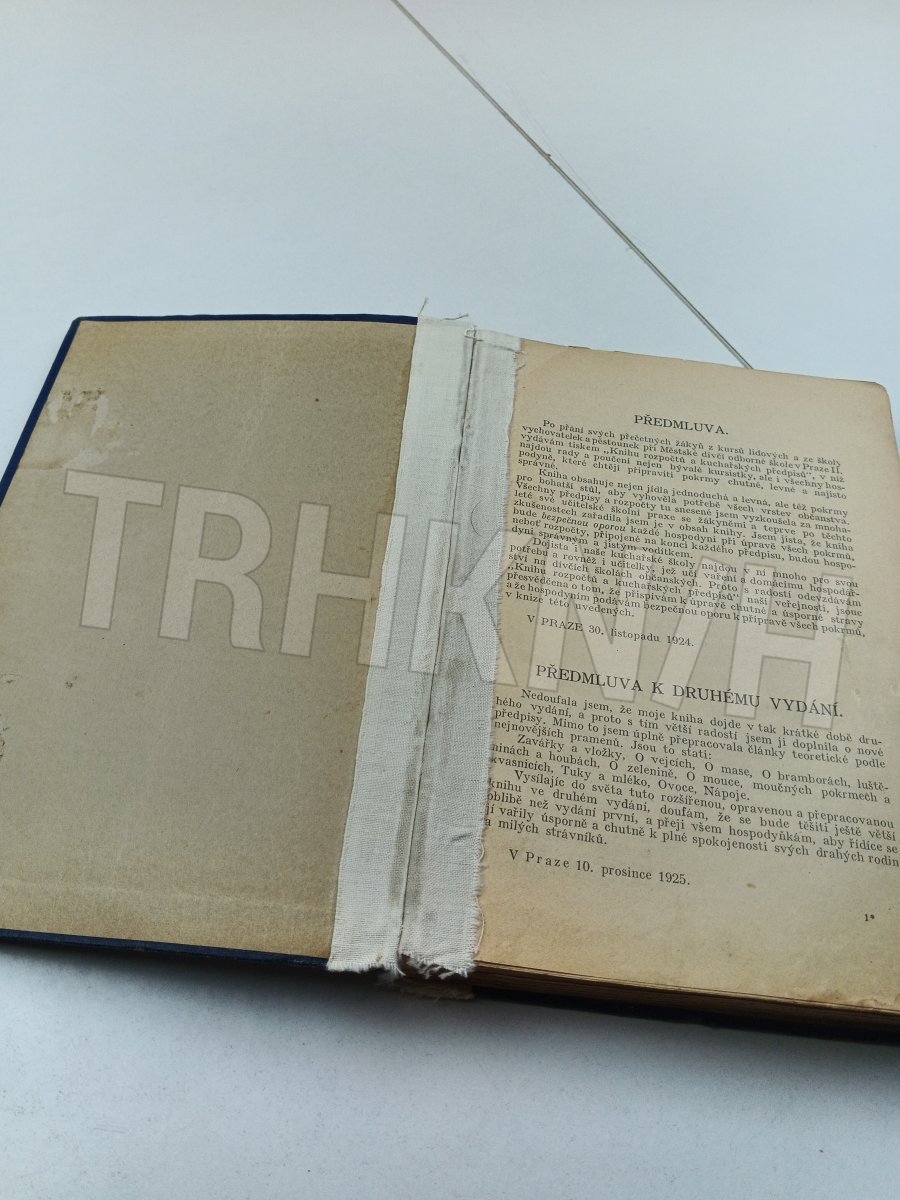 PŘEDMLUVA.
Po přání svých přečetných žákyň z kursů lidových a ze školy
vychovatelek a pěstounek při Městské dívčí odborné škole v Praze II.
vydávám tiskem „Knihu rozpočtů a kuchařských předpisů“, v níž
najdou rady a poučení nejen bývalé kursistky, ale i všechny hos-
podyně, které chtějí připraviti pokrmy chutné, levné a najisto
správné.
Kniha obsahuje nejen jídla jednoduchá a levná, ale též pokrmy
pro bohatší stůl, aby vyhověla potřebě všech vrstev občanstva.
Všechny předpisy a rozpočty tu snesené jsem vyzkoušela za mnoha-
leté své učitelské školní praxe se žákyněmi a teprve po těchto
zkušenostech zařadila jsem je v obsah knihy. Jsem jista, že kniha
bude bezpečnou oporou každé hospodyni při úpravě všech pokrmů,
neboť rozpočty, připojené na konci každého předpisu, budou hospo-
dyni správným a jistým vodítkem.
Dojista i naše kuchařské školy najdou v ní mnoho pro svou
potřebu a rovněž i učitelky, jež učí vaření a domácímu hospodář-
ství na dívčích školách občanských. Proto s radostí odevzdávám
„Knihu rozpočtů a kuchařských předpisů“ naší veřejnosti, jsouc
přesvědčena o tom, že přispívám k úpravě chutné a úsporné stravy
a že hospodyním podávám bezpečnou oporu k přípravě všech pokrmů,
v knize této uvedených.
V PRAZE 30. listopadu 1924.
PŘEDMLUVA K DRUHÉMU VYDÁNÍ.
Nedoufala jsem, že moje kniha dojde v tak krátké době dru-
hého vydání, a proto s tím větší radostí jsem ji doplnila o nové
předpisy. Mimo to jsem úplně přepracovala články teoretické podle
nejnovějších pramenů. Jsou to stati:
Zavářky a vložky, O vejcích, O mase, O bramborách, luště-
ninách a houbách, O zelenině, O mouce, moučných pokrmech a
kvasnicích, Tuky a mléko, Ovoce, Nápoje.
Vysílajíc do světa tuto rozšířenou, opravenou a přepracovanou
knihu ve druhém vydání, doufám, že se bude těšiti ještě větší
oblibě než vydání první, a přeji všem hospodyňkám, aby řídíce se
jí vařily úsporně a chutně k plné spokojenosti svých drahých rodin
a milých strávníků.
V Praze 10. prosince 1925.
1*
TRHKNIH